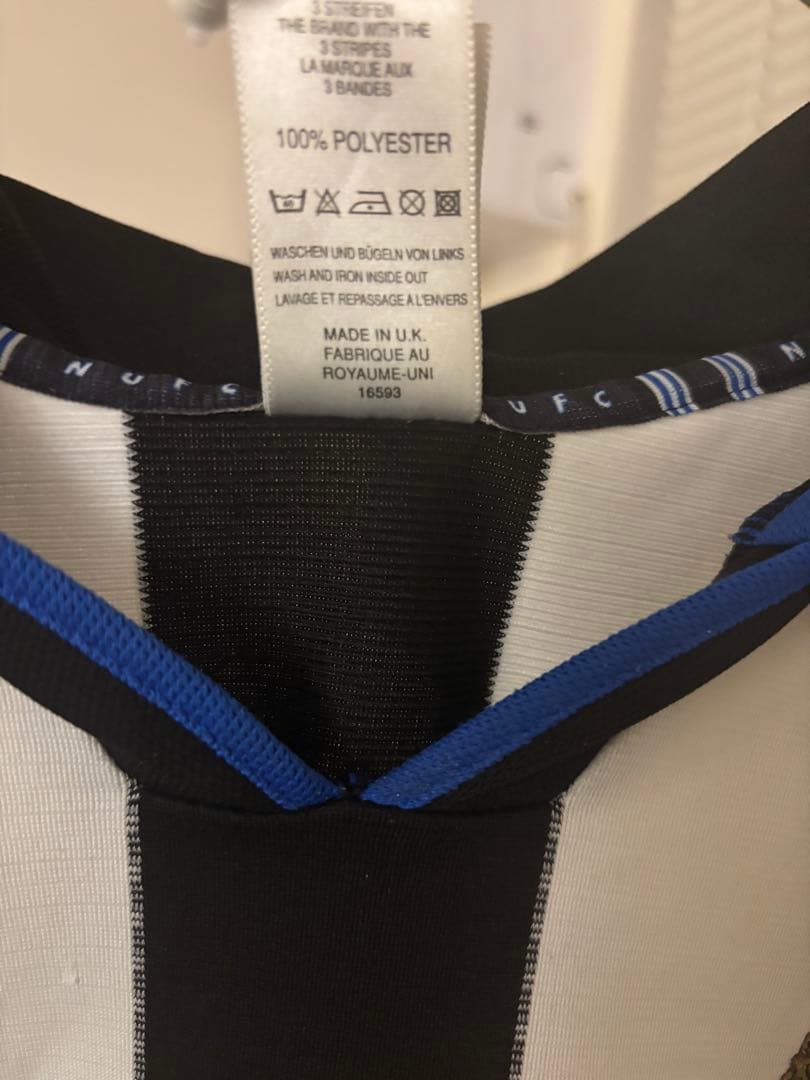 3 STREIFEN
THE BRAND WITH THE
3 STRIPES
LA MARQUE AUX
3 BANDES
100% POLYESTER
40
WASCHEN UND BÜGELN VON LINKS
WASH AND IRON INSIDE OUT
LAVAGE ET REPASSAGE A L'ENVERS
MADE IN U.K.
FABRIQUE AU
ROYAUME-UNI
16593
N U F C
U F C
N